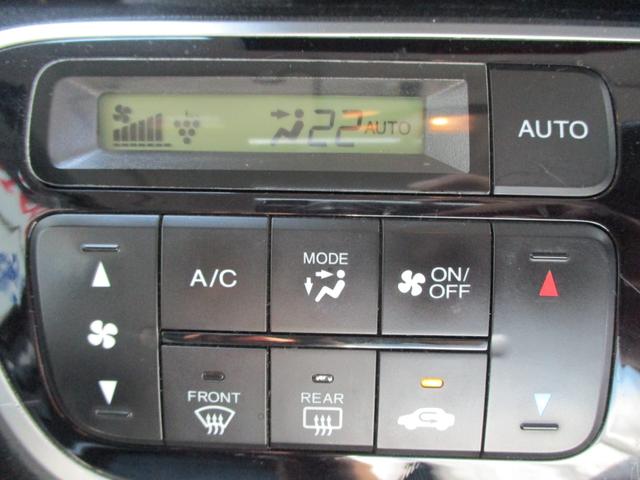 22 AUTO
AUTO
A/C
MODE
ON/
OFF
FRONT
REAR